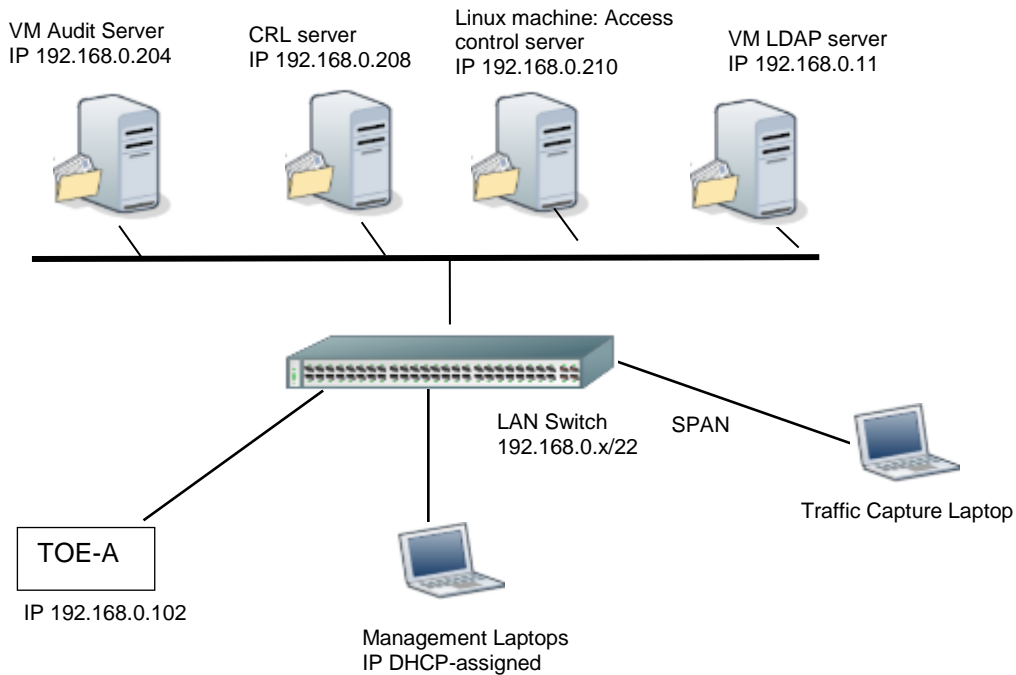 VM Audit Server
IP 192.168.0.204
CRL server
IP 192.168.0.208
Linux machine: Access
control server
IP 192.168.0.210
VM LDAP server
IP 192.168.0.11
LAN Switch
192.168.0.x/22
SPAN
Traffic Capture Laptop
TOE-A
IP 192.168.0.102
Management Laptops
IP DHCP-assigned